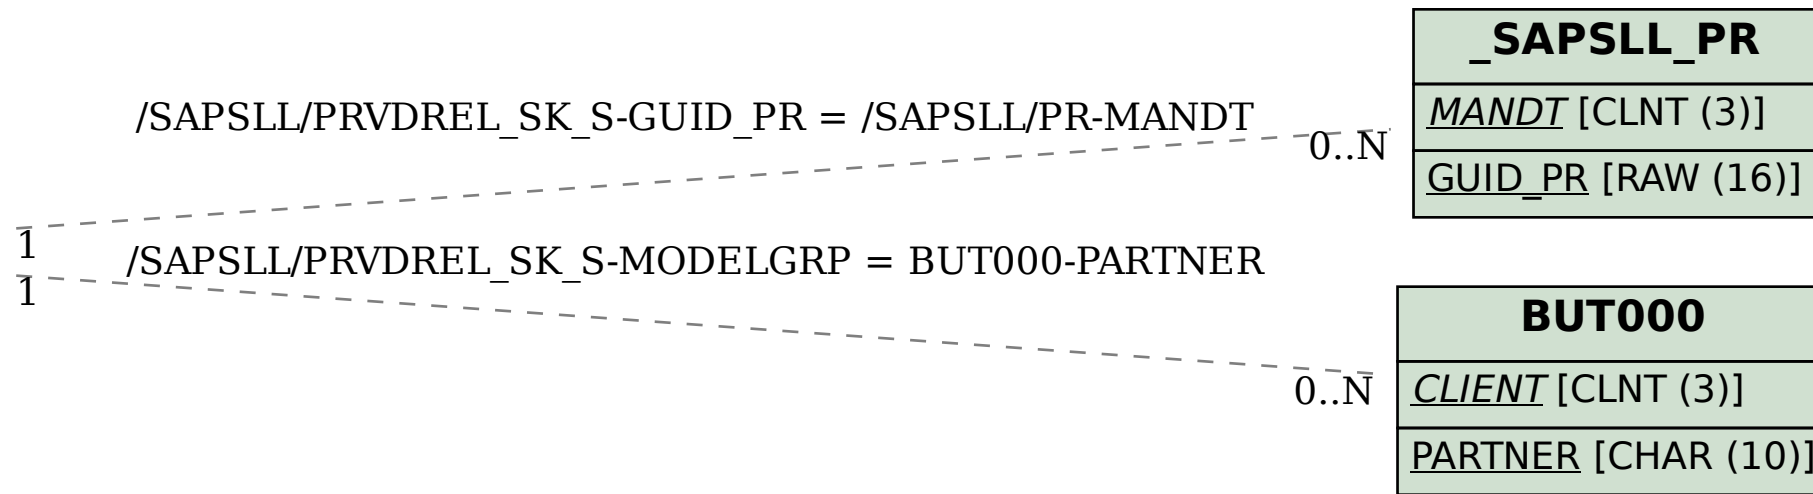 _SAPSLL_PR
/SAPSLL/PRVDREL_SK_S-GUID_PR = /SAPSLL/PR-MANDT
MANDT [CLNT (3)]
0..N
GUID_PR [RAW (16)]
1
/SAPSLL/PRVDREL_SK_S-MODELGRP = BUT000-PARTNER
1
BUT000
0..N
CLIENT [CLNT (3)]
PARTNER [CHAR (10)]